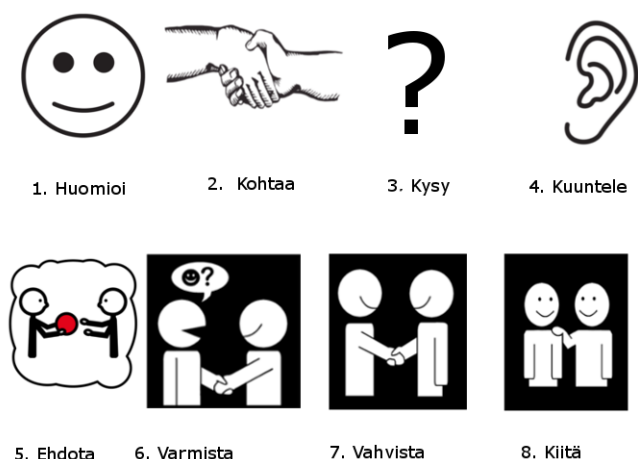 ?
1. Huomioi
2. Kohtaa
3. Kysy
4. Kuuntele
?
5. Ehdota
6. Varmista
7. Vahvista
8. Kiitä